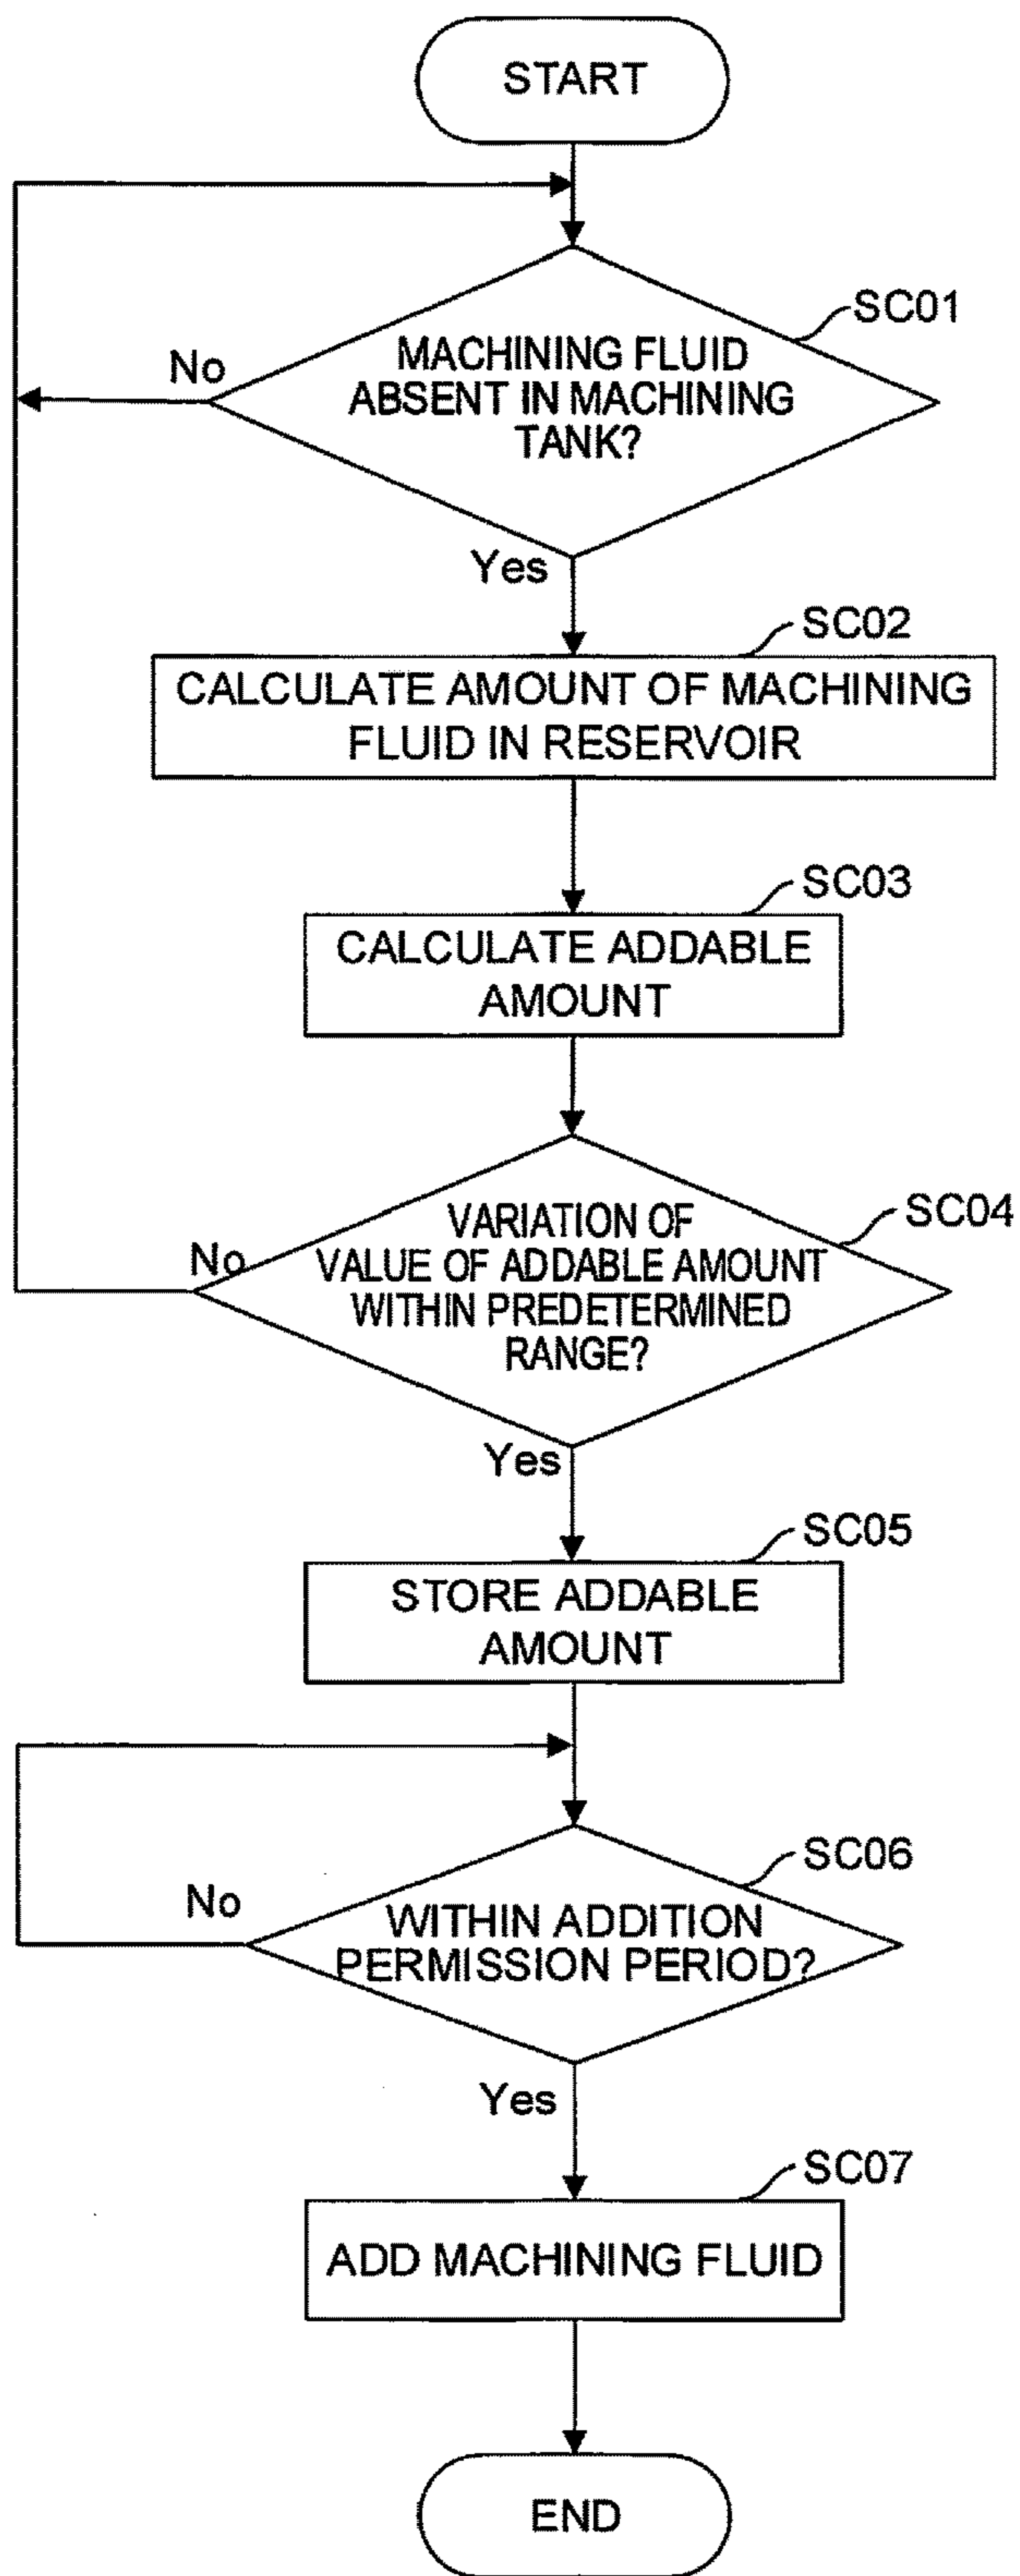 START
SC01
No
MACHINING FLUID
ABSENT IN MACHINING
TANK?
Yes
SC02
CALCULATE AMOUNT OF MACHINING
FLUID IN RESERVOIR
SC03
CALCULATE ADDABLE
AMOUNT
SC04
VARIATION OF
No
VALUE OF ADDABLE AMOUNT
WITHIN PREDETERMINED
RANGE?
Yes
SC05
STORE ADDABLE
AMOUNT
SC06
No
WITHIN ADDITION
PERMISSION PERIOD?
Yes
SC07
ADD MACHINING FLUID
END